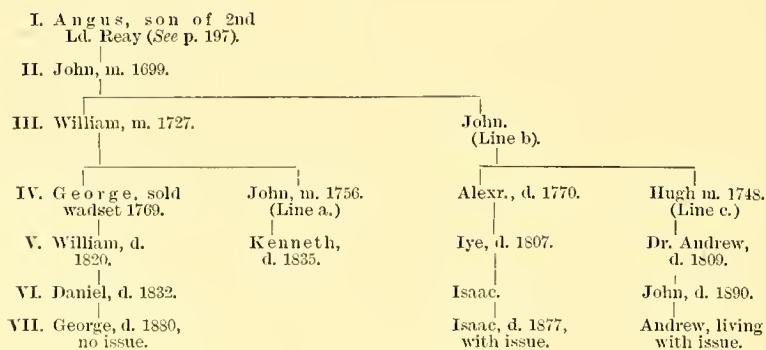 I. Angus, son of 2nd
Ld. Reay (See p. 197).
II. John, m. 1699.
III. William, m. 1727. John.
(Line b).
IV. George, sold John, m. 1756. Alexr., d. 1770. Hugh m. 1748.
wadset 1769. (Line a.) (Line c.)
V. William, d. Kenneth, Iye, d. 1807. Dr. Andrew,
1820. d. 1835. d. 1809.
VI. Daniel, d. 1832. Isaac. John, d. 1890.
VII. George, d. 1880, Isaac, d. 1877, Andrew, living
no issue. with issue. with issue.